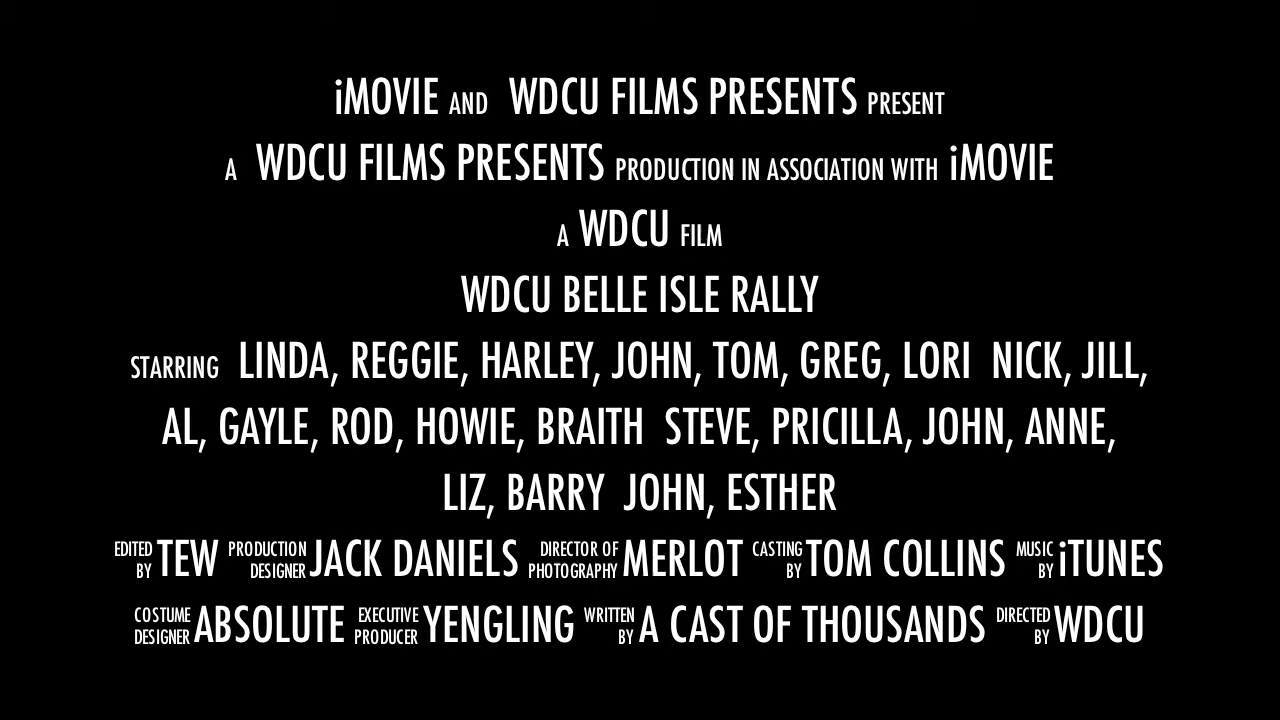 iMOVIE AND WDCU FILMS PRESENTS PRESENT
A WDCU FILMS PRESENTS PRODUCTION IN ASSOCIATION WITH iMOVIE
A WDCU FILM
WDCU BELLE ISLE RALLY
STARRING LINDA, REGGIE, HARLEY, JOHN, TOM, GREG, LORI NICK, JILL,
AL, GAYLE, ROD, HOWIE, BRAITH STEVE, PRICILLA, JOHN, ANNE,
LIZ, BARRY JOHN, ESTHER
EDITED BY TEW PRODUCTION DESIGNER JACK DANIELS DIRECTOR OF PHOTOGRAPHY MERLOT CASTING BY TOM COLLINS MUSIC BY iTUNES
COSTUME DESIGNER ABSOLUTE EXECUTIVE PRODUCER YENGLING WRITTEN BY A CAST OF THOUSANDS DIRECTED BY WDCU